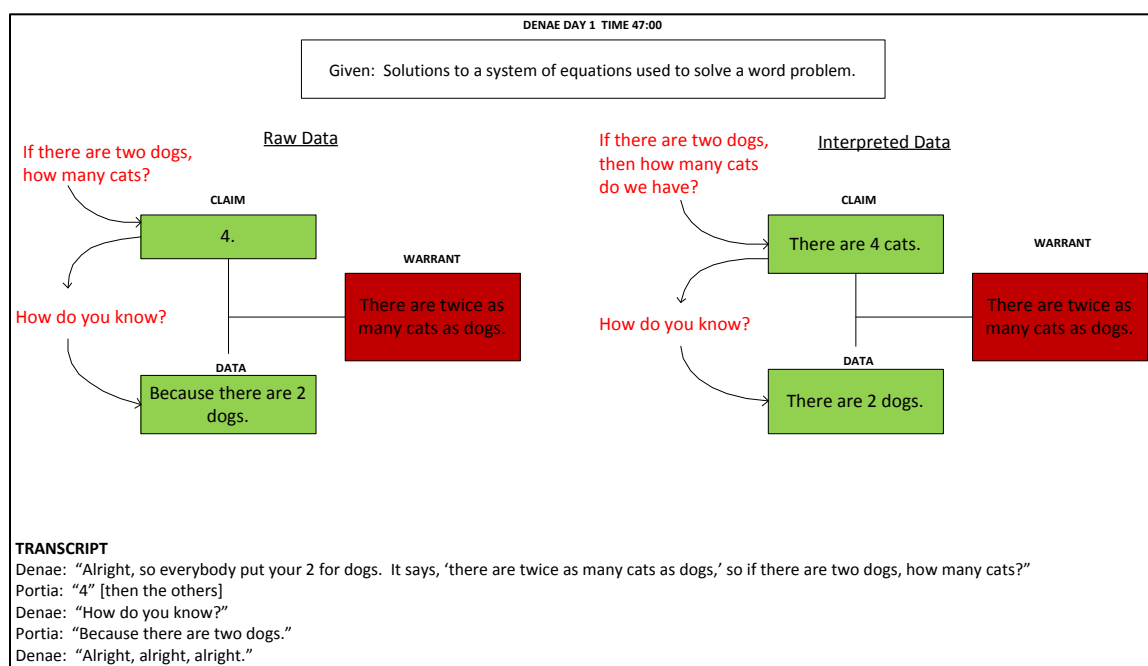 DENAE DAY 1 TIME 47:00
Given: Solutions to a system of equations used to solve a word problem.
Raw Data
If there are two dogs,
how many cats?
CLAIM
4.
WARRANT
There are twice as
many cats as dogs.
How do you know?
DATA
Because there are 2
dogs.
Interpreted Data
If there are two dogs,
then how many cats
do we have?
CLAIM
There are 4 cats.
WARRANT
There are twice as
many cats as dogs.
How do you know?
DATA
There are 2 dogs.
TRANSCRIPT
Denae: “Alright, so everybody put your 2 for dogs. It says, ‘there are twice as many cats as dogs,’ so if there are two dogs, how many cats?”
Portia: “4” [then the others]
Denae: “How do you know?”
Portia: “Because there are two dogs.”
Denae: “Alright, alright, alright.”